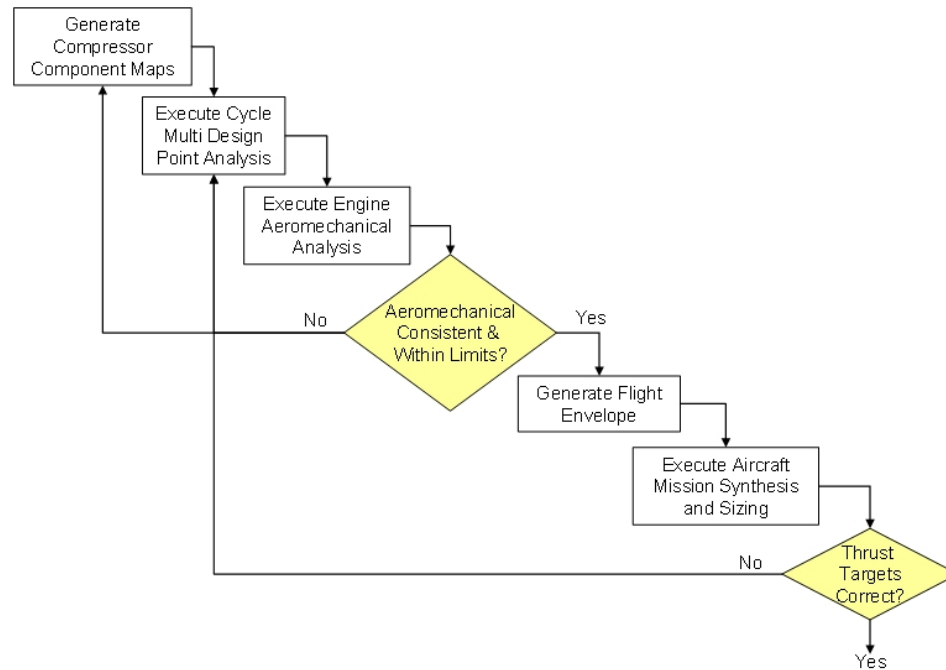 Generate
Compressor
Component Maps
Execute Cycle
Multi Design
Point Analysis
Execute Engine
Aeromechanical
Analysis
Aeromechanical
Consistent &
Within Limits?
No
Yes
Generate Flight
Envelope
Execute Aircraft
Mission Synthesis
and Sizing
Thrust
Targets
Correct?
No
Yes